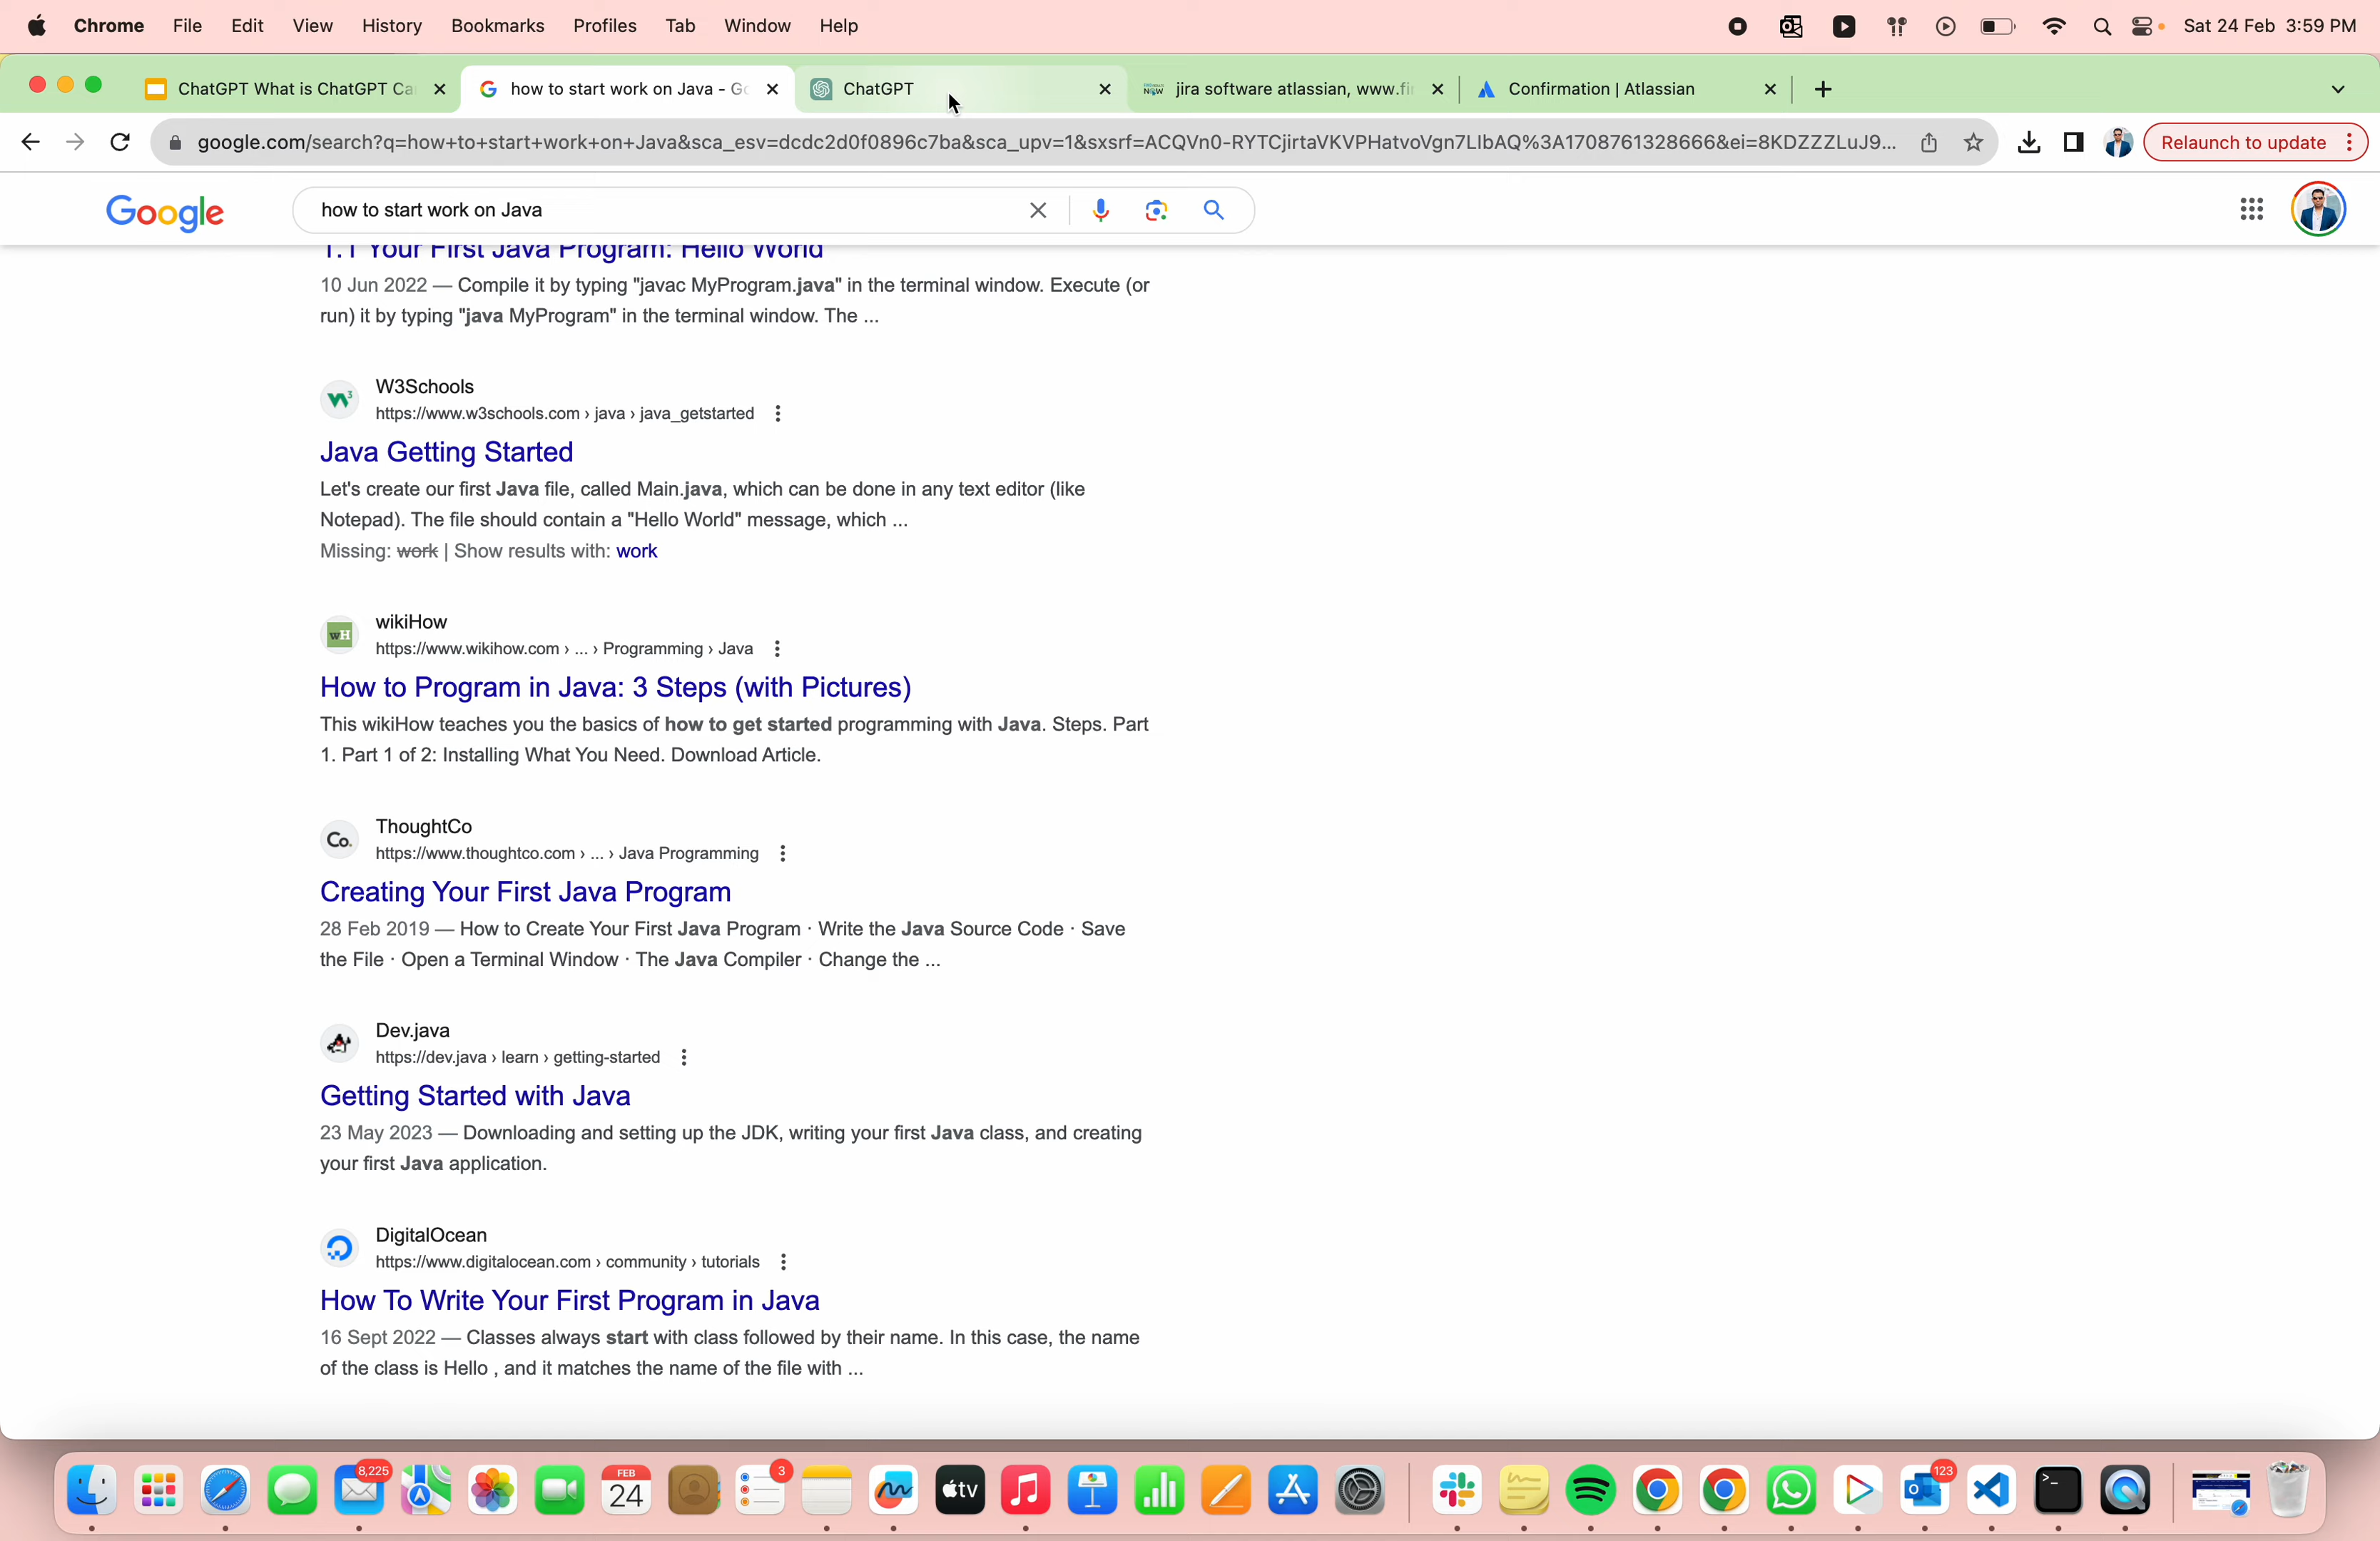 Chrome File Edit View History Bookmarks Profiles Tab Window Help Sat 24 Feb 3:59 PM
ChatGPT What is ChatGPT Ca how to start work on Java - Go ChatGPT jira software atlassian, www.fi Confirmation | Atlassian
google.com/search?q=how+to+start+work+on+Java&sca_esv=dcdc2d0f0896c7ba&sca_upv=1&sxsrf=ACQVn0-RYTCjirtaVKVPHatvoVgn7LIbAQ%3A1708761328666&ei=8KDZZZLuJ9... Relaunch to update
Google how to start work on Java
1.1 Your First Java Program: Hello World
10 Jun 2022 — Compile it by typing "javac MyProgram.java" in the terminal window. Execute (or
run) it by typing "java MyProgram" in the terminal window. The ...
W3Schools
https://www.w3schools.com › java › java_getstarted
Java Getting Started
Let's create our first Java file, called Main.java, which can be done in any text editor (like
Notepad). The file should contain a "Hello World" message, which ...
Missing: work | Show results with: work
wH wikiHow
https://www.wikihow.com › ... › Programming › Java
How to Program in Java: 3 Steps (with Pictures)
This wikiHow teaches you the basics of how to get started programming with Java. Steps. Part
1. Part 1 of 2: Installing What You Need. Download Article.
Co. ThoughtCo
https://www.thoughtco.com › ... › Java Programming
Creating Your First Java Program
28 Feb 2019 — How to Create Your First Java Program · Write the Java Source Code · Save
the File · Open a Terminal Window · The Java Compiler · Change the ...
Dev.java
https://dev.java › learn › getting-started
Getting Started with Java
23 May 2023 — Downloading and setting up the JDK, writing your first Java class, and creating
your first Java application.
DigitalOcean
https://www.digitalocean.com › community › tutorials
How To Write Your First Program in Java
16 Sept 2022 — Classes always start with class followed by their name. In this case, the name
of the class is Hello , and it matches the name of the file with ...
8,225 FEB 24 3 tv 123